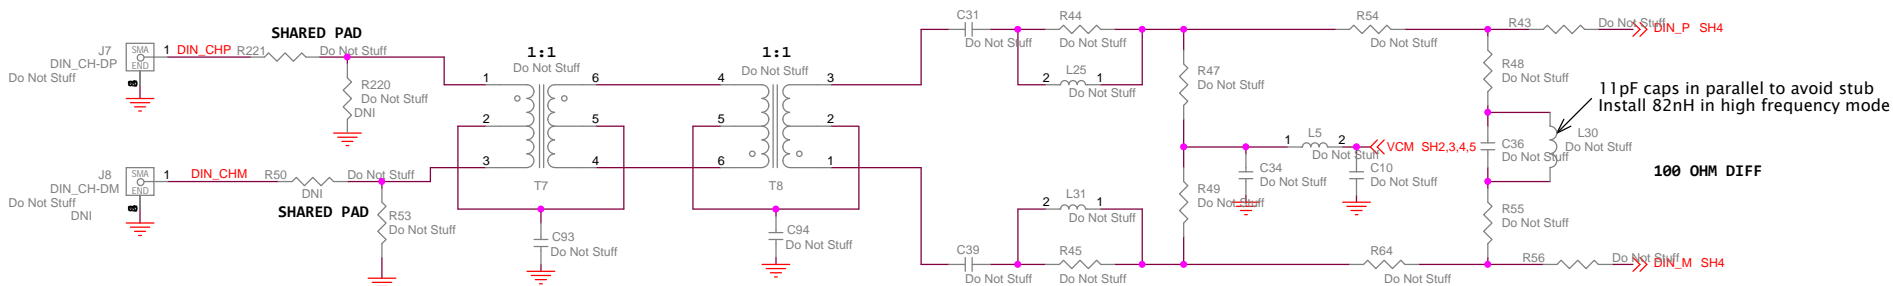 SHARED PAD
J7
DIN_CH-DP
Do Not Stuff
SMA
END
1
DIN_CHP
R221
Do Not Stuff
R220
Do Not Stuff
DNI
J8
DIN_CH-DM
Do Not Stuff
DNI
SMA
END
1
DIN_CHM
R50
Do Not Stuff
DNI
SHARED PAD
R53
Do Not Stuff
1:1
Do Not Stuff
1
2
3
6
5
4
T7
C93
Do Not Stuff
1:1
Do Not Stuff
4
5
6
3
2
1
T8
C94
Do Not Stuff
C31
Do Not Stuff
R44
Do Not Stuff
2
L25
1
Do Not Stuff
R47
Do Not Stuff
R54
Do Not Stuff
R43
Do Not Stuff
DIN_P SH4
R48
Do Not Stuff
11pF caps in parallel to avoid stub
Install 82nH in high frequency mode
L30
Do Not Stuff
C36
Do Not Stuff
100 OHM DIFF
1
L5
2
Do Not Stuff
VCM SH2,3,4,5
C34
Do Not Stuff
C10
Do Not Stuff
R49
Do Not Stuff
2
L31
1
Do Not Stuff
C39
Do Not Stuff
R45
Do Not Stuff
R64
Do Not Stuff
R55
Do Not Stuff
R56
Do Not Stuff
DIN_M SH4